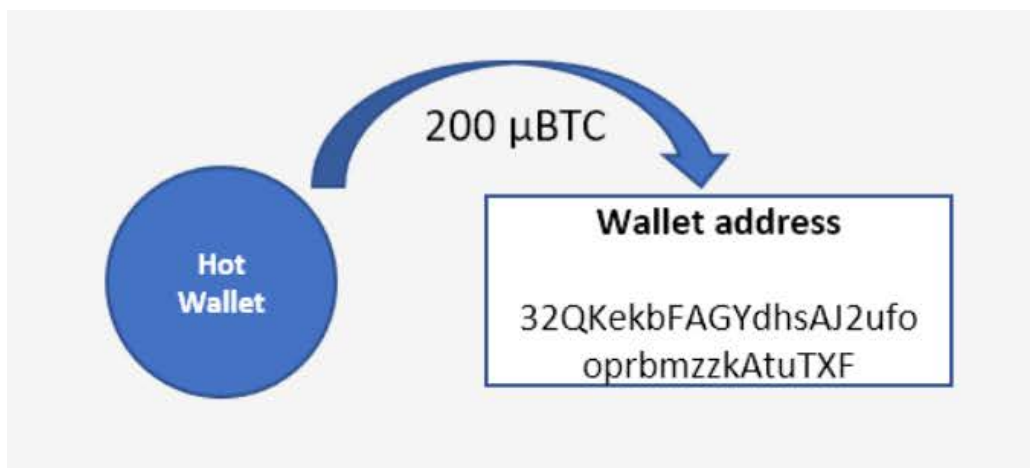 200 µBTC
Hot
Wallet
Wallet address
32QKekbFAGYdhsAJ2ufo
oprbmzzkAtuTXF